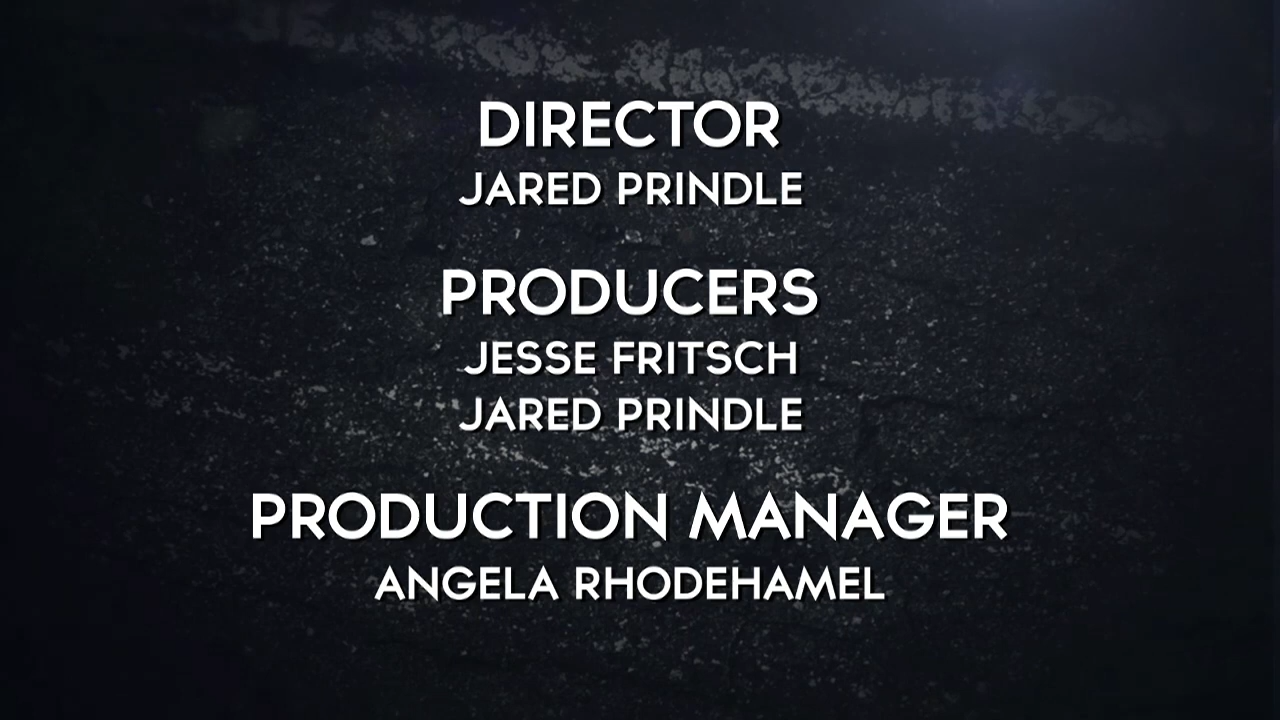 DIRECTOR
JARED PRINDLE
PRODUCERS
JESSE FRITSCH
JARED PRINDLE
PRODUCTION MANAGER
ANGELA RHODEHAMEL